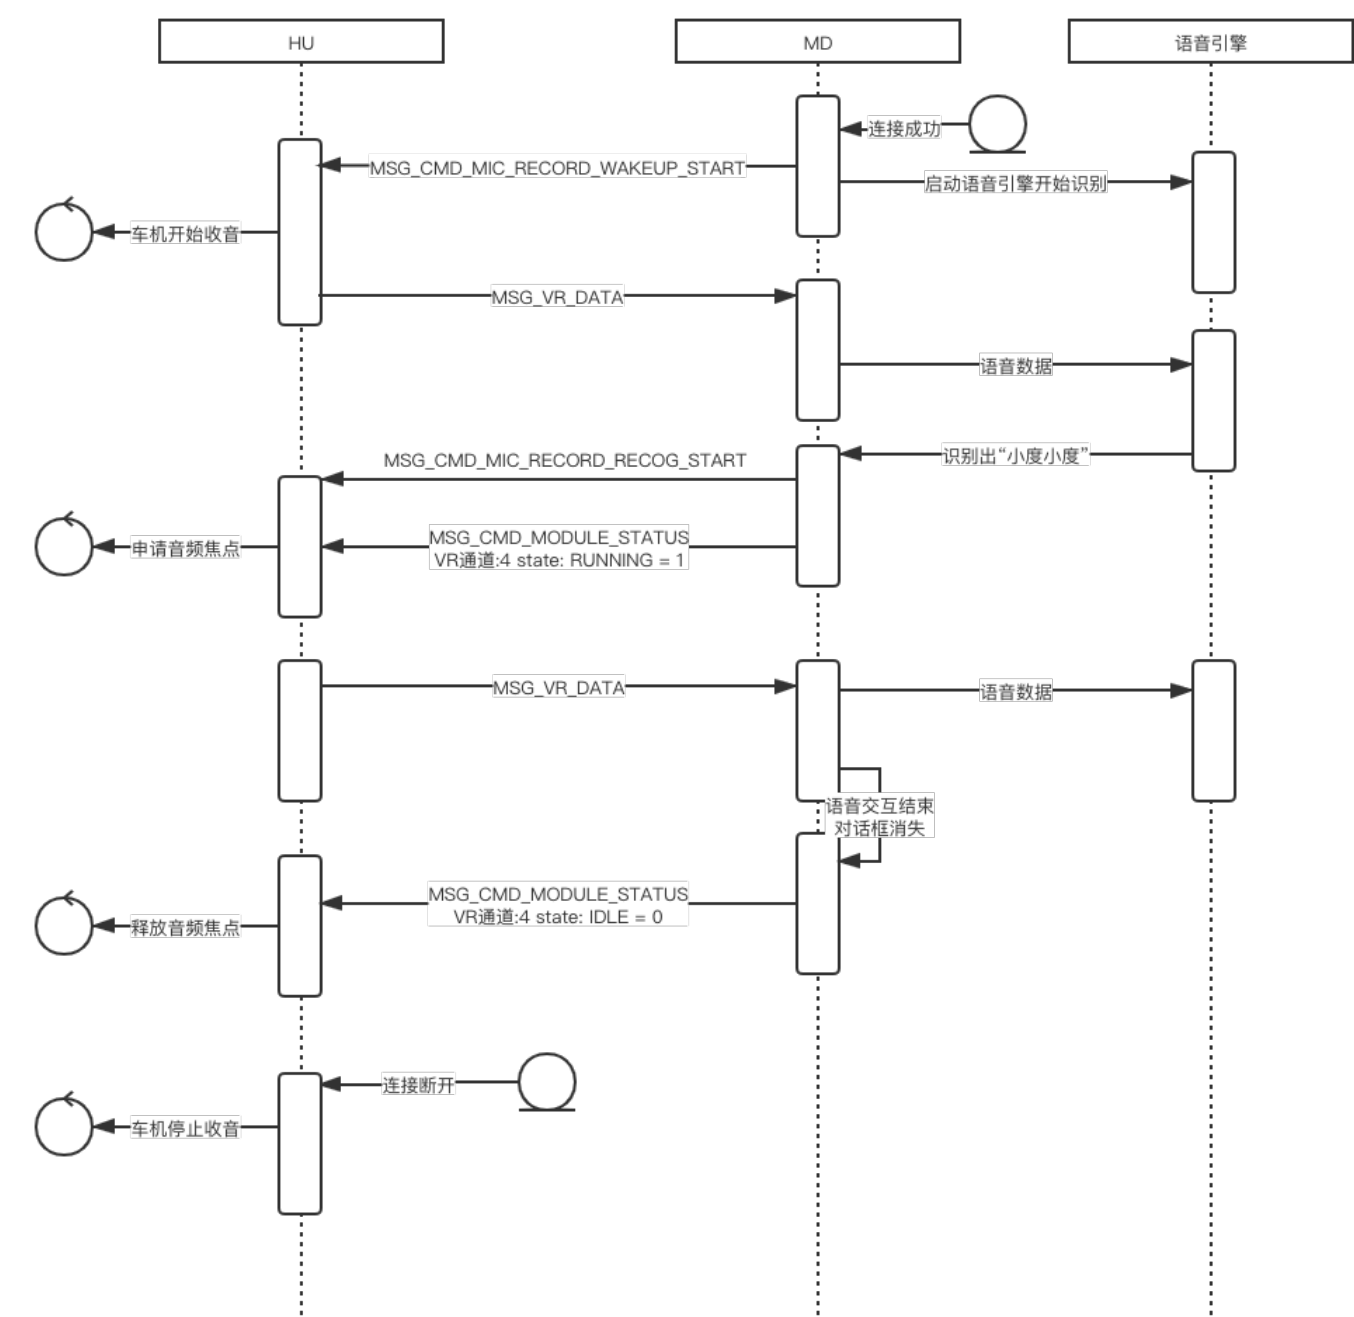 HU
MD
语音引擎
连接成功
MSG_CMD_MIC_RECORD_WAKEUP_START
启动语音引擎开始识别
车机开始收音
MSG_VR_DATA
语音数据
识别出“小度小度”
MSG_CMD_MIC_RECORD_RECOG_START
MSG_CMD_MODULE_STATUS
VR通道:4 state: RUNNING = 1
申请音频焦点
MSG_VR_DATA
语音数据
语音交互结束
对话框消失
MSG_CMD_MODULE_STATUS
VR通道:4 state: IDLE = 0
释放音频焦点
连接断开
车机停止收音